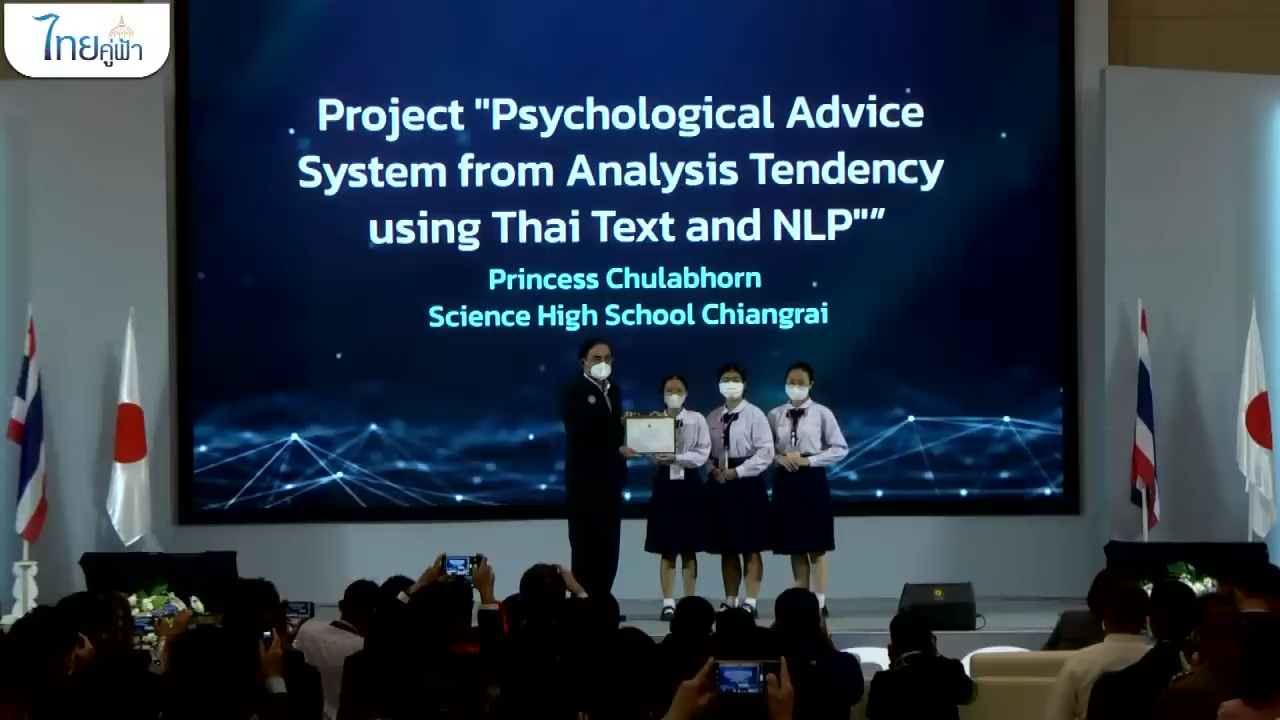 ไทยคู่ฟ้า
Project "Psychological Advice
System from Analysis Tendency
using Thai Text and NLP"”
Princess Chulabhorn
Science High School Chiangrai